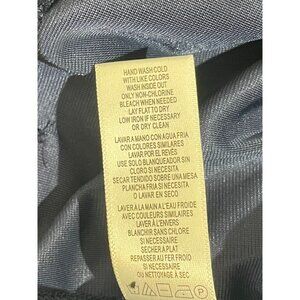 HAND WASH COLD
WITH LIKE COLORS
WASH INSIDE OUT
ONLY NON-CHLORINE
BLEACH WHEN NEEDED
LAY FLAT TO DRY
LOW IRON IF NECESSARY
OR DRY CLEAN
LAVAR A MANO CON AGUA FRIA
CON COLORES SIMILARES
LAVAR POR EL REVÉS
USE SOLO BLANQUEADOR SIN
CLORO SI NECESITA
SECAR TENDIDO SOBRE UNA MESA
PLANCHA FRIA SI NECESITA
O LAVAR EN SECO
LAVER À LA MAIN A L'EAU FROIDE
AVEC COULEURS SIMILAIRES
LAVER À L'ENVERS
BLANCHIR SANS CHLORE
SI NECESSAIRE
SECHER À PLAT
REPASSER AU FER FROID
SI NECESSAIRE
OU NETTOYAGE À SEC